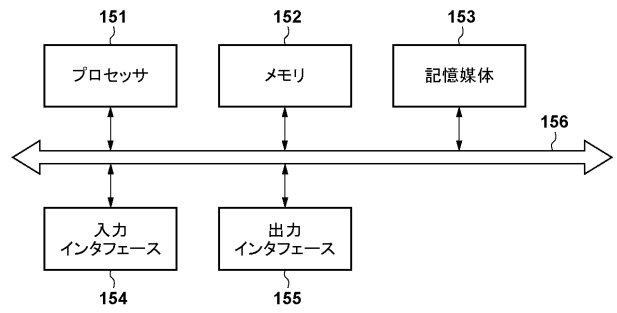 151
152
153
プロセッサ
メモリ
記憶媒体
156
入力
インタフェース
出力
インタフェース
154
155